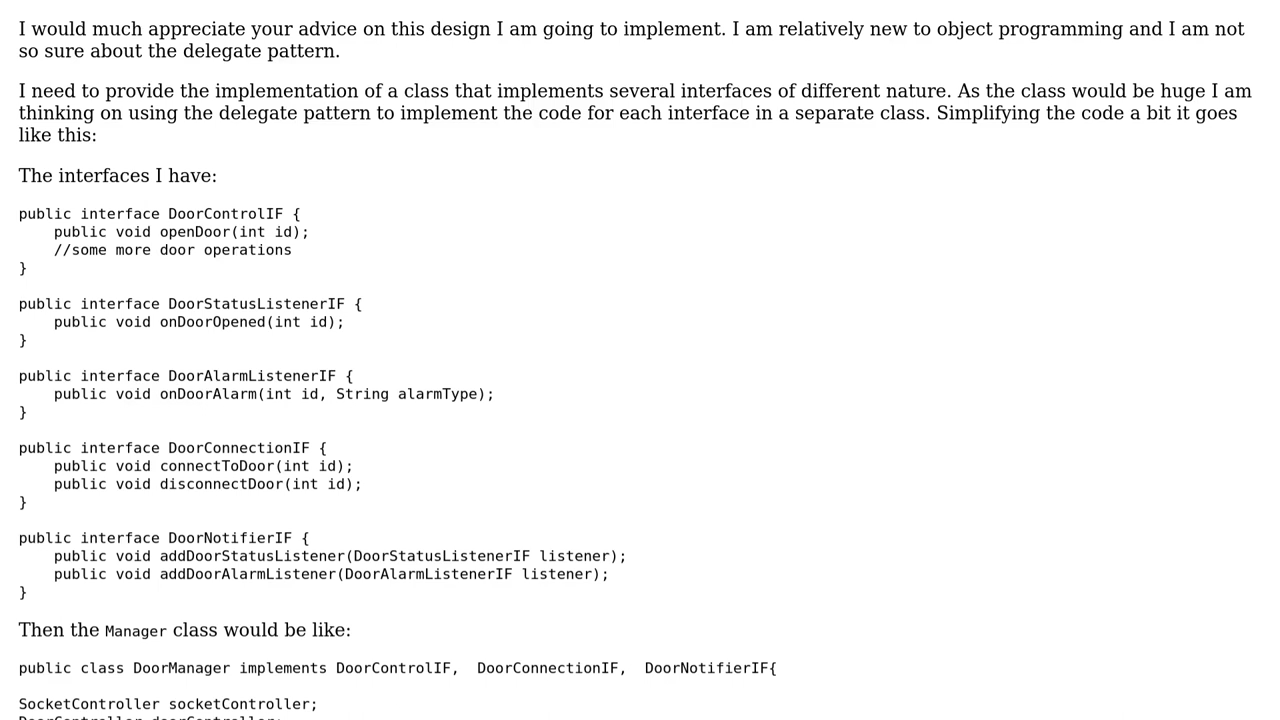 I would much appreciate your advice on this design I am going to implement. I am relatively new to object programming and I am not
so sure about the delegate pattern.
I need to provide the implementation of a class that implements several interfaces of different nature. As the class would be huge I am
thinking on using the delegate pattern to implement the code for each interface in a separate class. Simplifying the code a bit it goes
like this:
The interfaces I have:
public interface DoorControlIF {
    public void openDoor(int id);
    //some more door operations
}
public interface DoorStatusListenerIF {
    public void onDoorOpened(int id);
}
public interface DoorAlarmListenerIF {
    public void onDoorAlarm(int id, String alarmType);
}
public interface DoorConnectionIF {
    public void connectToDoor(int id);
    public void disconnectDoor(int id);
}
public interface DoorNotifierIF {
    public void addDoorStatusListener(DoorStatusListenerIF listener);
    public void addDoorAlarmListener(DoorAlarmListenerIF listener);
}
Then the Manager class would be like:
public class DoorManager implements DoorControlIF,  DoorConnectionIF,  DoorNotifierIF{
SocketController socketController;